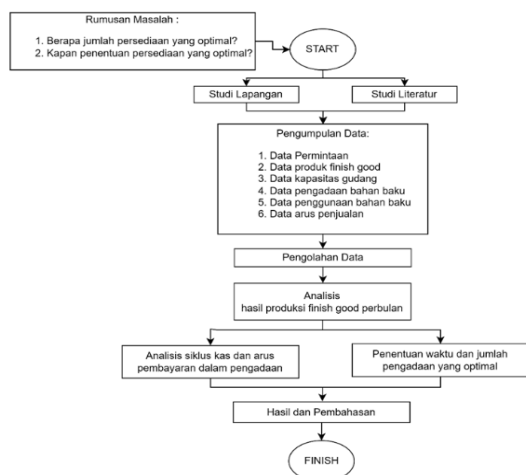 Rumusan Masalah :
1. Berapa jumlah persediaan yang optimal?
2. Kapan penentuan persediaan yang optimal?
START
Studi Lapangan
Studi Literatur
Pengumpulan Data:
1. Data Permintaan
2. Data produk finish good
3. Data kapasitas gudang
4. Data pengadaan bahan baku
5. Data penggunaan bahan baku
6. Data arus penjualan
Pengolahan Data
Analisis
hasil produksi finish good perbulan
Analisis siklus kas dan arus
pembayaran dalam pengadaan
Penentuan waktu dan jumlah
pengadaan yang optimal
Hasil dan Pembahasan
FINISH